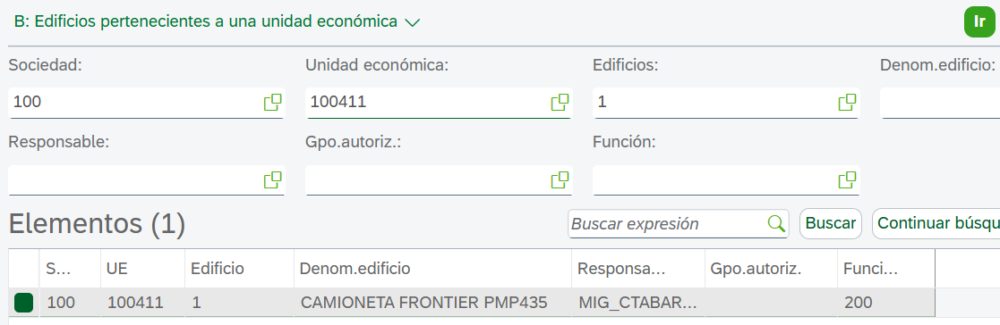 B: Edificios pertenecientes a una unidad económica
Ir
Sociedad: Unidad económica: Edificios: Denom.edificio:
100 100411 1
Responsable: Gpo.autoriz.: Función:
Elementos (1) Buscar expresión Buscar Continuar búsqu
S... UE Edificio Denom.edificio Responsa... Gpo.autoriz. Funci...
100 100411 1 CAMIONETA FRONTIER PMP435 MIG_CTABAR... 200